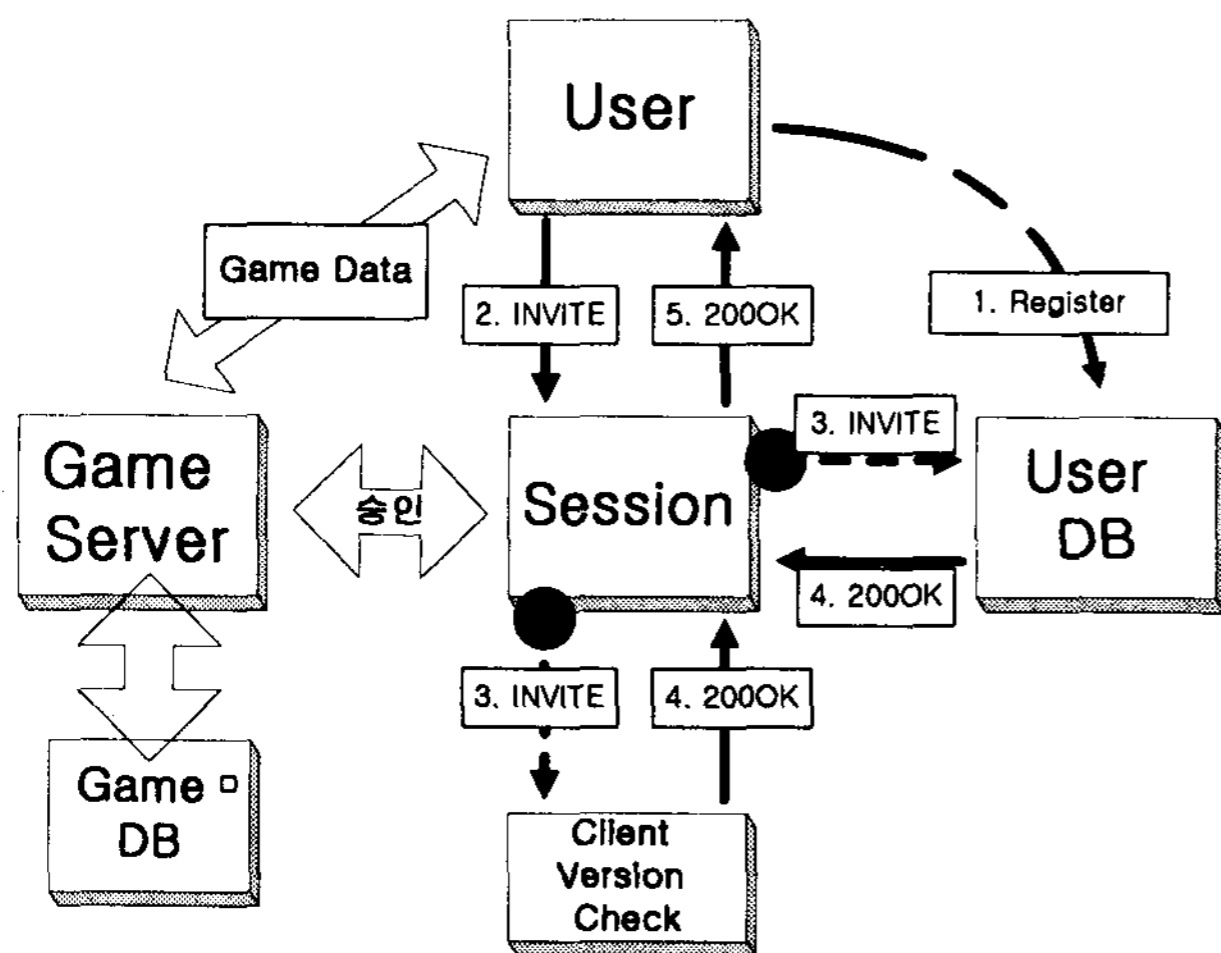 User
Game Data
2. INVITE
5. 200OK
1. Register
3. INVITE
Game
Server
승인
Session
User
DB
4. 200OK
3. INVITE
4. 200OK
Game
DB
Client
Version
Check